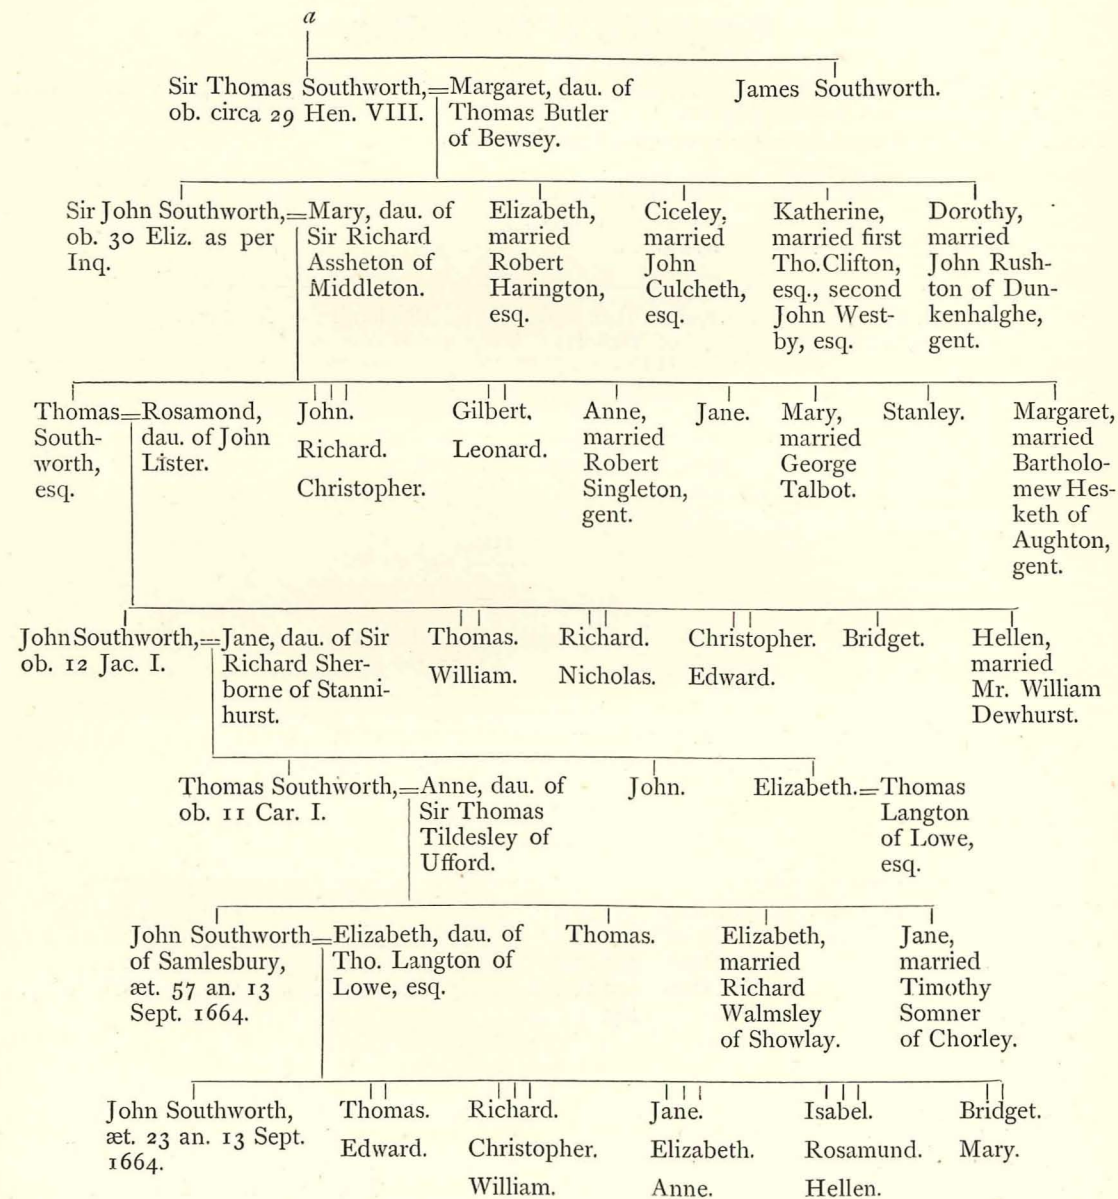 a
Sir Thomas Southworth,=Margaret, dau. of
ob. circa 29 Hen. VIII. Thomas Butler
of Bewsey.
James Southworth.
Sir John Southworth,=Mary, dau. of
ob. 30 Eliz. as per Sir Richard
Inq. Assheton of
Middleton.
Elizabeth,
married
Robert
Harington,
esq.
Ciceley,
married
John
Culcheth,
esq.
Katherine,
married first
Tho. Clifton,
esq., second
John West-
by, esq.
Dorothy,
married
John Rush-
ton of Dun-
kenhalghe,
gent.
Thomas=Rosamond,
South- dau. of John
worth, Lister.
esq.
John.
Richard.
Christopher.
Gilbert.
Leonard.
Anne,
married
Robert
Singleton,
gent.
Jane.
Mary,
married
George
Talbot.
Stanley.
Margaret,
married
Bartholo-
mew Hes-
keth of
Aughton,
gent.
John Southworth,=Jane, dau. of Sir
ob. 12 Jac. I. Richard Sher-
borne of Stanni-
hurst.
Thomas.
William.
Richard.
Nicholas.
Christopher.
Edward.
Bridget.
Hellen,
married
Mr. William
Dewhurst.
Thomas Southworth,=Anne, dau. of
ob. 11 Car. I. Sir Thomas
Tildesley of
Ufford.
John.
Elizabeth.=Thomas
Langton
of Lowe,
esq.
John Southworth=Elizabeth, dau. of
of Samlesbury, Tho. Langton of
æt. 57 an. 13 Lowe, esq.
Sept. 1664.
Thomas.
Elizabeth,
married
Richard
Walmsley
of Showlay.
Jane,
married
Timothy
Somner
of Chorley.
John Southworth,
æt. 23 an. 13 Sept.
1664.
Thomas.
Edward.
Richard.
Christopher.
William.
Jane.
Elizabeth.
Anne.
Isabel.
Rosamund.
Hellen.
Bridget.
Mary.